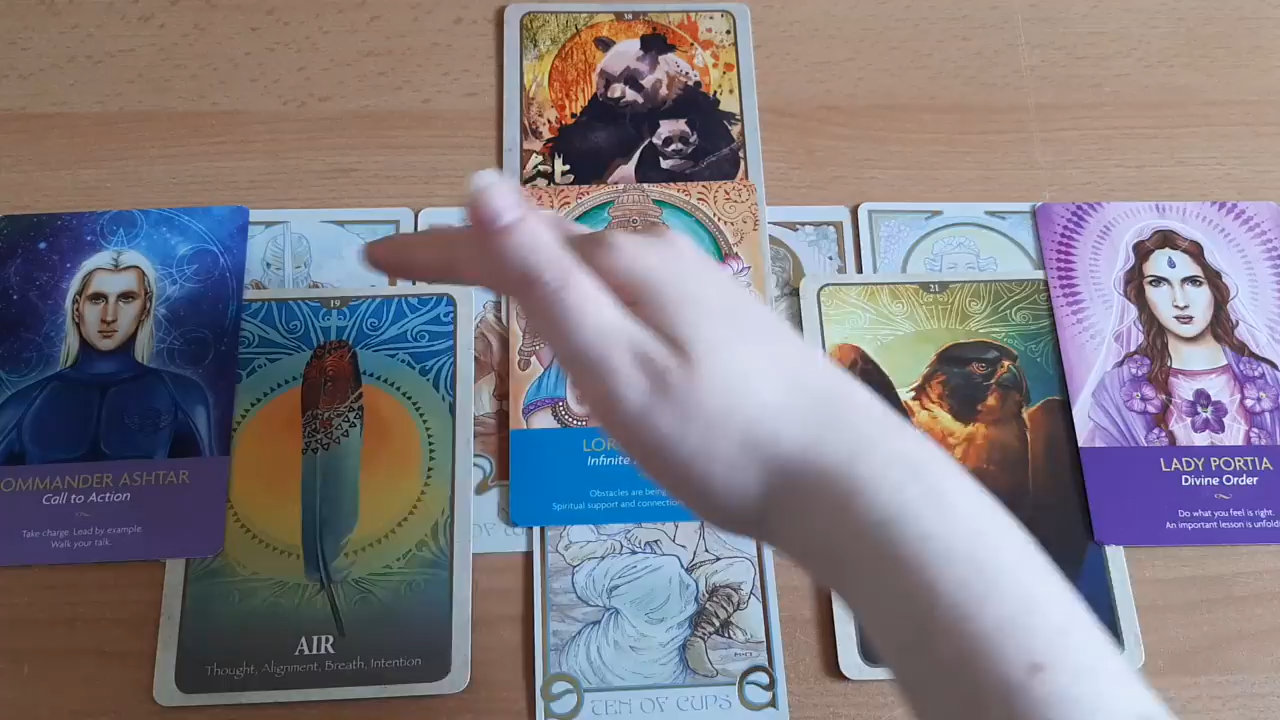 38
19
21
OMMANDER ASHTAR
Call to Action
Take charge. Lead by example.
Walk your talk.
LOR
Infinite
Obstacles are being
Spiritual support and connection
LADY PORTIA
Divine Order
Do what you feel is right.
An important lesson is unfold
AIR
Thought, Alignment, Breath, Intention
TEN OF CUPS